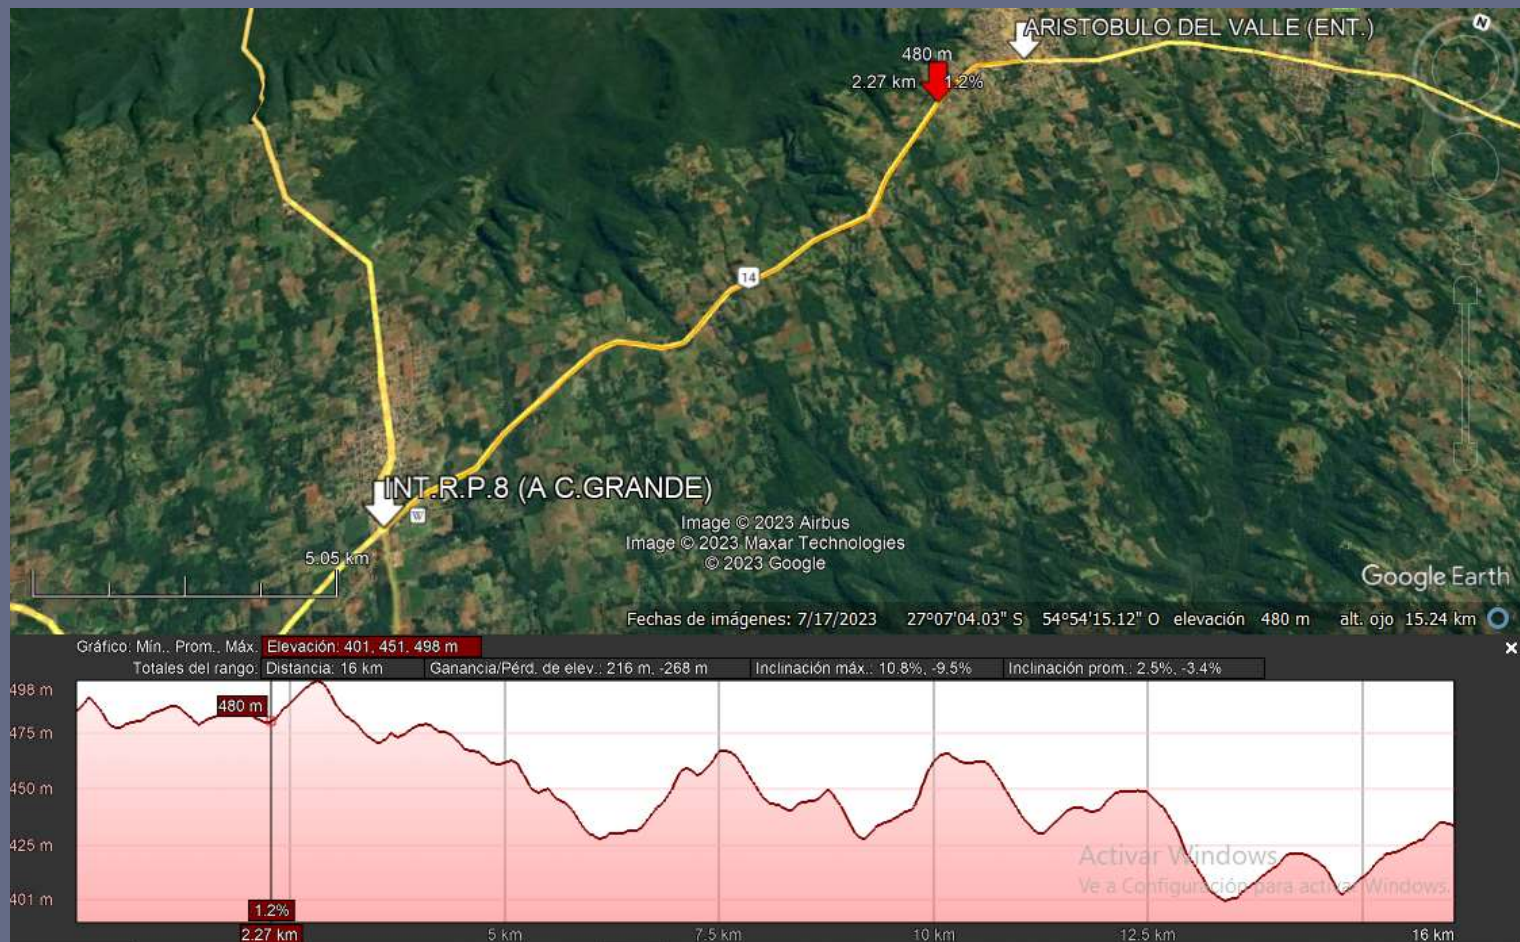 N
ARISTOBULO DEL VALLE (ENT.)
480 m
2.27 km 1.2%
14
INT.R.P.8 (A C.GRANDE)
W
Image © 2023 Airbus
Image © 2023 Maxar Technologies
© 2023 Google
5.05 km
Google Earth
Fechas de imágenes: 7/17/2023 27°07'04.03" S 54°54'15.12" O elevación 480 m alt. ojo 15.24 km
Gráfico: Mín., Prom., Máx. Elevación: 401, 451, 498 m
Totales del rango: Distancia: 16 km Ganancia/Pérd. de elev.: 216 m, -268 m Inclinación máx.: 10.8%, -9.5% Inclinación prom.: 2.5%, -3.4%
498 m
480 m
475 m
450 m
425 m
Activar Windows
Ve a Configuración para activar Windows.
401 m
1.2%
2.27 km 5 km 7.5 km 10 km 12.5 km 16 km